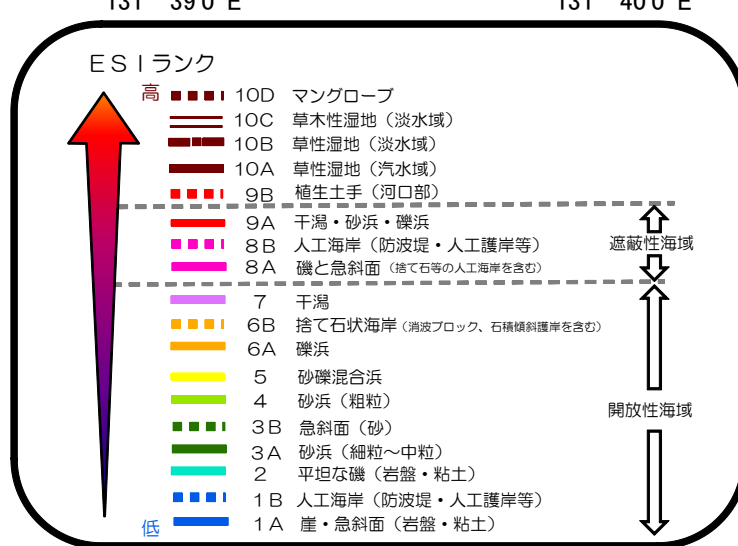 131° 39'0"E 131° 40'0"E
ESIランク
高
10D マングローブ
10C 草木性湿地（淡水域）
10B 草性湿地（淡水域）
10A 草性湿地（汽水域）
9B 植生土手（河口部）
9A 干潟・砂浜・礫浜
8B 人工海岸（防波堤・人工護岸等）
遮蔽性海域
8A 磯と急斜面（捨て石等の人工海岸を含む）
7 干潟
6B 捨て石状海岸（消波ブロック、石積傾斜護岸を含む）
6A 礫浜
5 砂礫混合浜
4 砂浜（粗粒）
開放性海域
3B 急斜面（砂）
3A 砂浜（細粒～中粒）
2 平坦な磯（岩盤・粘土）
1B 人工海岸（防波堤・人工護岸等）
低
1A 崖・急斜面（岩盤・粘土）